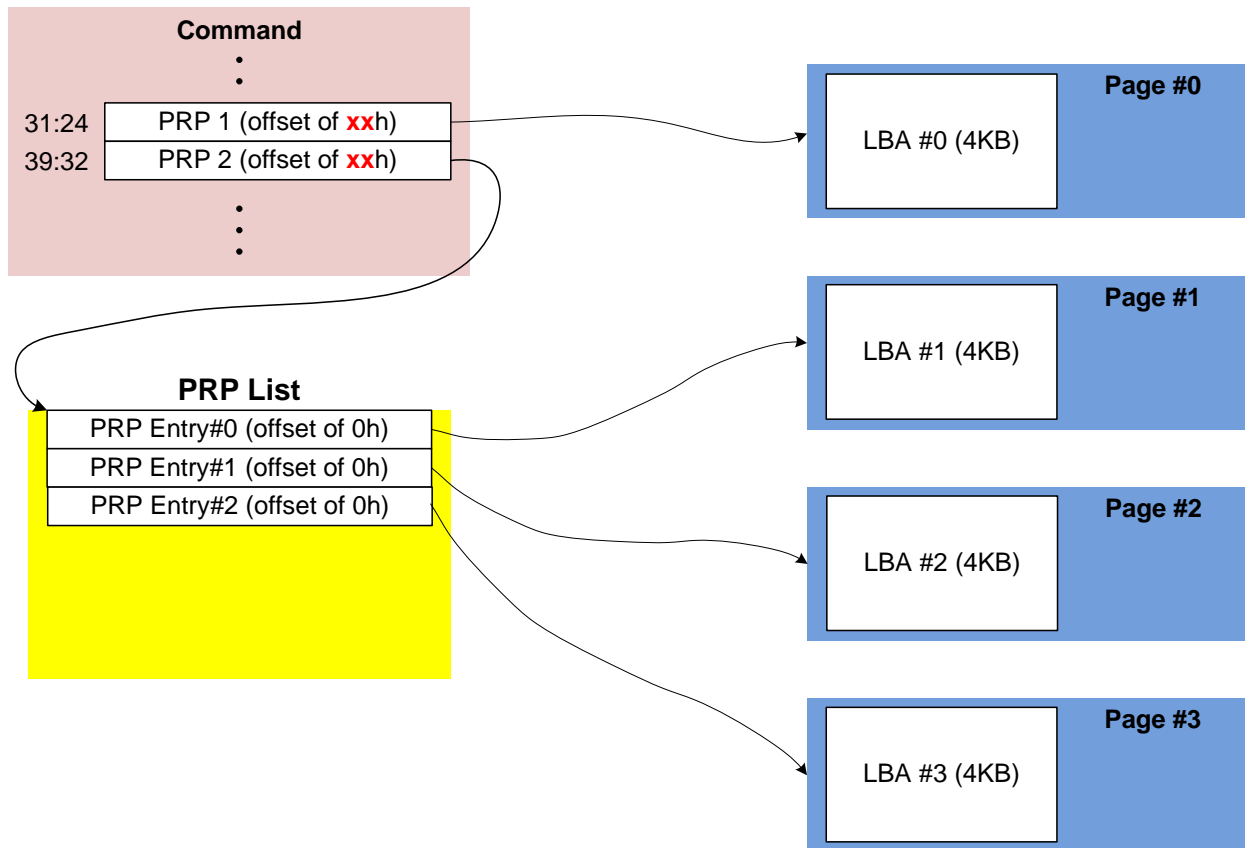 Command
31:24
PRP 1 (offset of xxh)
39:32
PRP 2 (offset of xxh)
PRP List
PRP Entry#0 (offset of 0h)
PRP Entry#1 (offset of 0h)
PRP Entry#2 (offset of 0h)
Page #0
LBA #0 (4KB)
Page #1
LBA #1 (4KB)
Page #2
LBA #2 (4KB)
Page #3
LBA #3 (4KB)